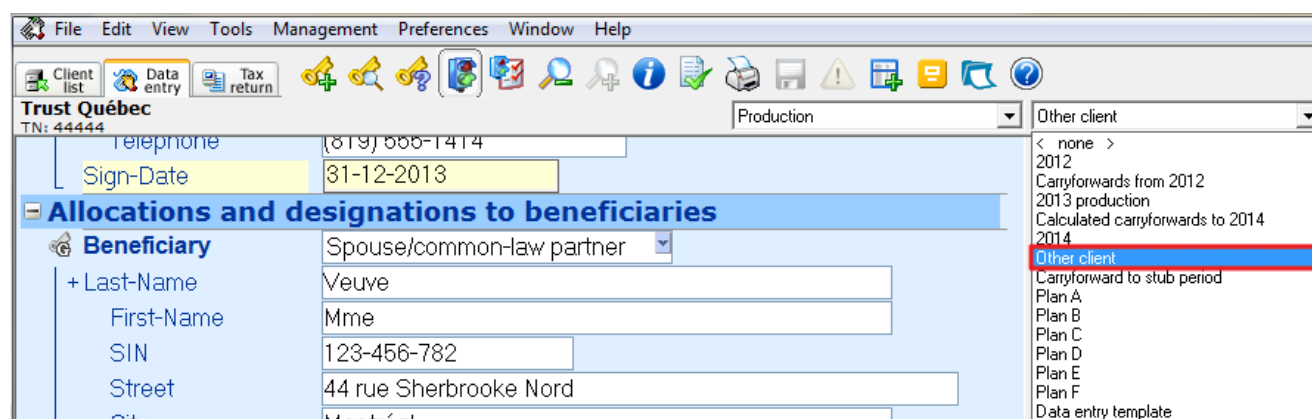 File Edit View Tools Management Preferences Window Help
Client list Data entry Tax return
Trust Québec
TN: 44444
Production
Other client
Telephone (819) 666-1414
Sign-Date 31-12-2013
Allocations and designations to beneficiaries
Beneficiary Spouse/common-law partner
+ Last-Name Veuve
First-Name Mme
SIN 123-456-782
Street 44 rue Sherbrooke Nord
City Montréal
< none >
2012
Carryforwards from 2012
2013 production
Calculated carryforwards to 2014
2014
Other client
Carryforward to stub period
Plan A
Plan B
Plan C
Plan D
Plan E
Plan F
Data entry template